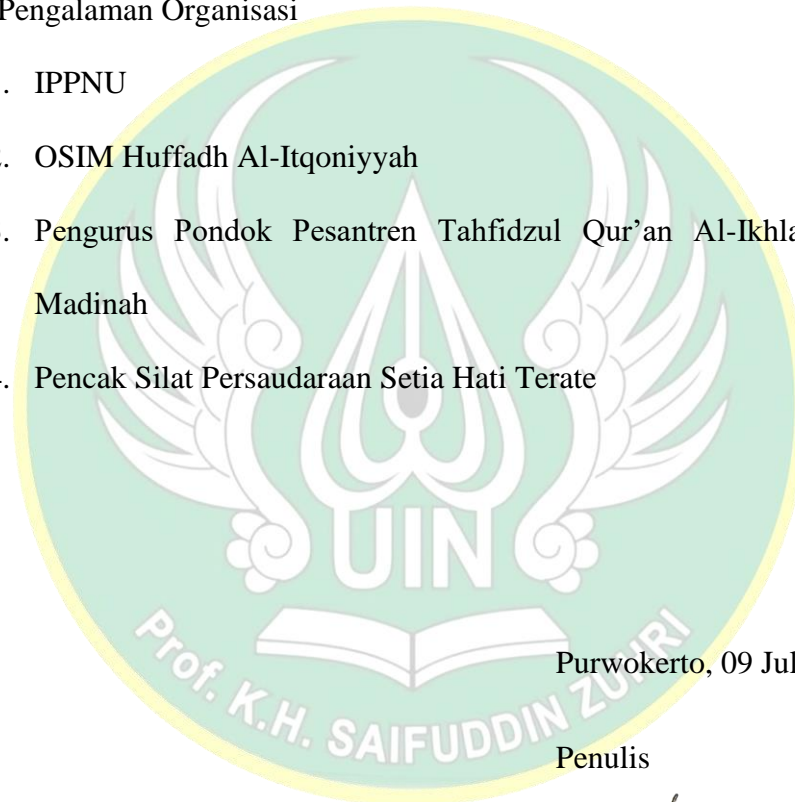 Pengalaman Organisasi
. IPPNU
. OSIM Huffadh Al-Itqoniyyah
. Pengurus Pondok Pesantren Tahfidzul Qur’an Al-Ikhla
Madinah
. Pencak Silat Persaudaraan Setia Hati Terate
UIN
Prof. K.H. SAIFUDDIN ZUHRI
Purwokerto, 09 Jul
Penulis